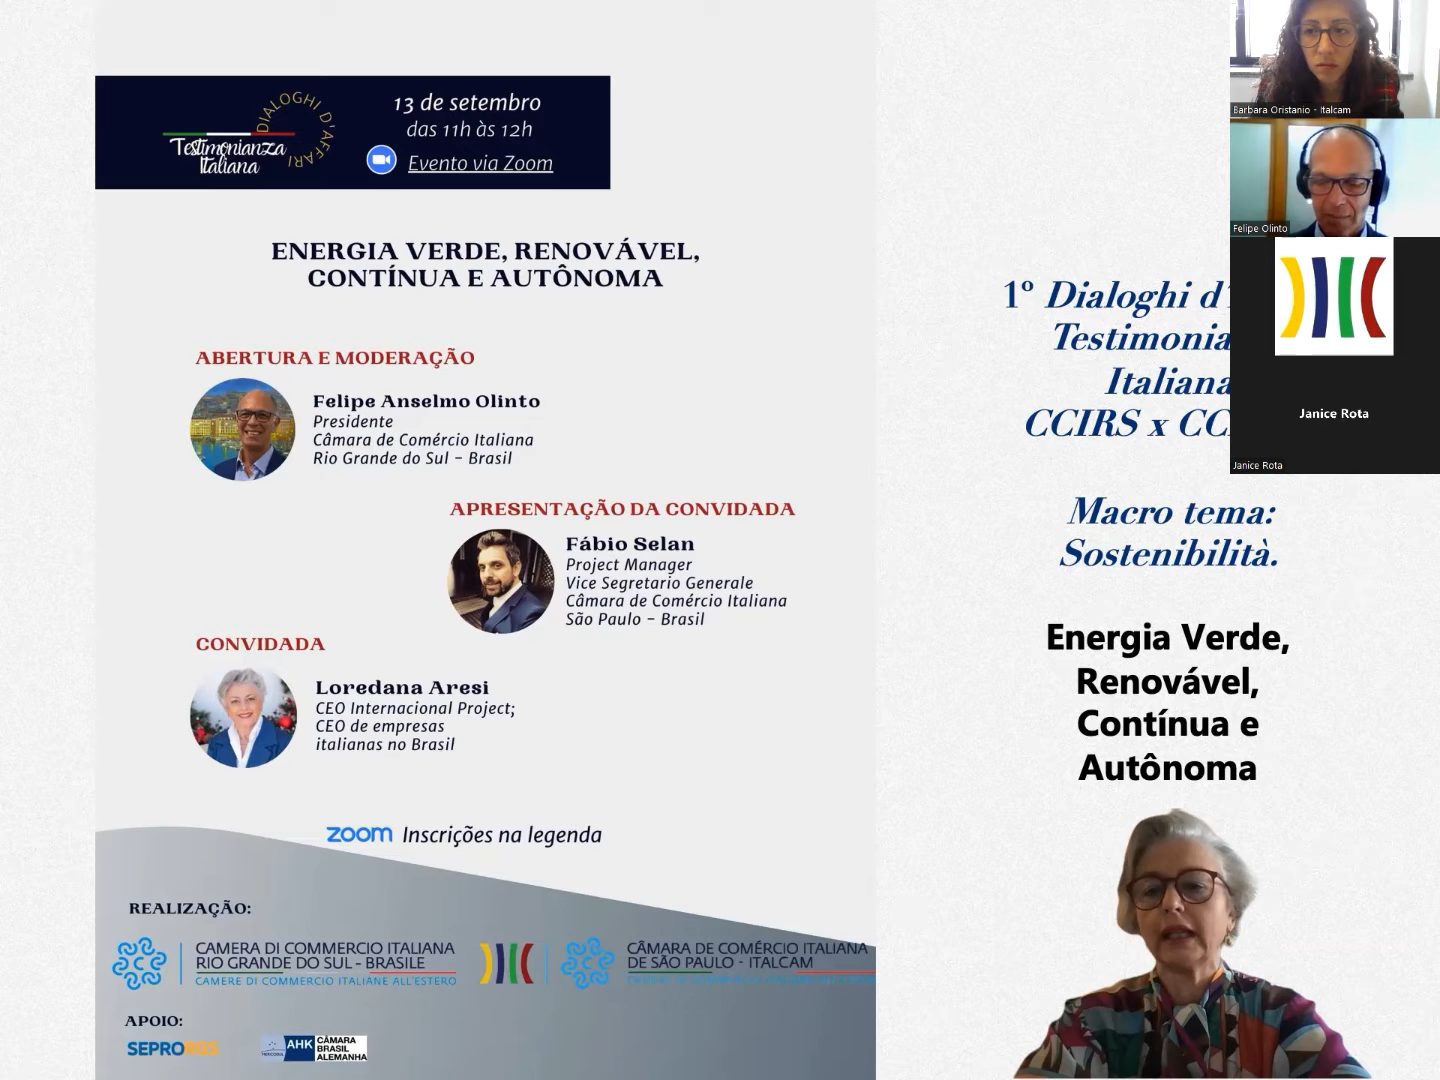 DIALOGHI D'AFFARI
Testimonianza
Italiana
13 de setembro
das 11h às 12h
Evento via Zoom
ENERGIA VERDE, RENOVÁVEL,
CONTÍNUA E AUTÔNOMA
ABERTURA E MODERAÇÃO
Felipe Anselmo Olinto
Presidente
Câmara de Comércio Italiana
Rio Grande do Sul – Brasil
APRESENTAÇÃO DA CONVIDADA
Fábio Selan
Project Manager
Vice Segretario Generale
Câmara de Comércio Italiana
São Paulo – Brasil
CONVIDADA
Loredana Aresi
CEO Internacional Project;
CEO de empresas
italianas no Brasil
zoom Inscrições na legenda
REALIZAÇÃO:
CAMERA DI COMMERCIO ITALIANA
RIO GRANDE DO SUL - BRASILE
CAMERE DI COMMERCIO ITALIANE ALL'ESTERO
CÂMARA DE COMÉRCIO ITALIANA
DE SÃO PAULO - ITALCAM
APOIO:
SEPRORGS
AHK
CÂMARA
BRASIL
ALEMANHA
1º Dialoghi d'
Testimonia
Italiana
CCIRS x CC
Macro tema:
Sostenibilità.
Energia Verde,
Renovável,
Contínua e
Autônoma
Barbara Oristanio - Italcam
Felipe Olinto
Janice Rota
Janice Rota